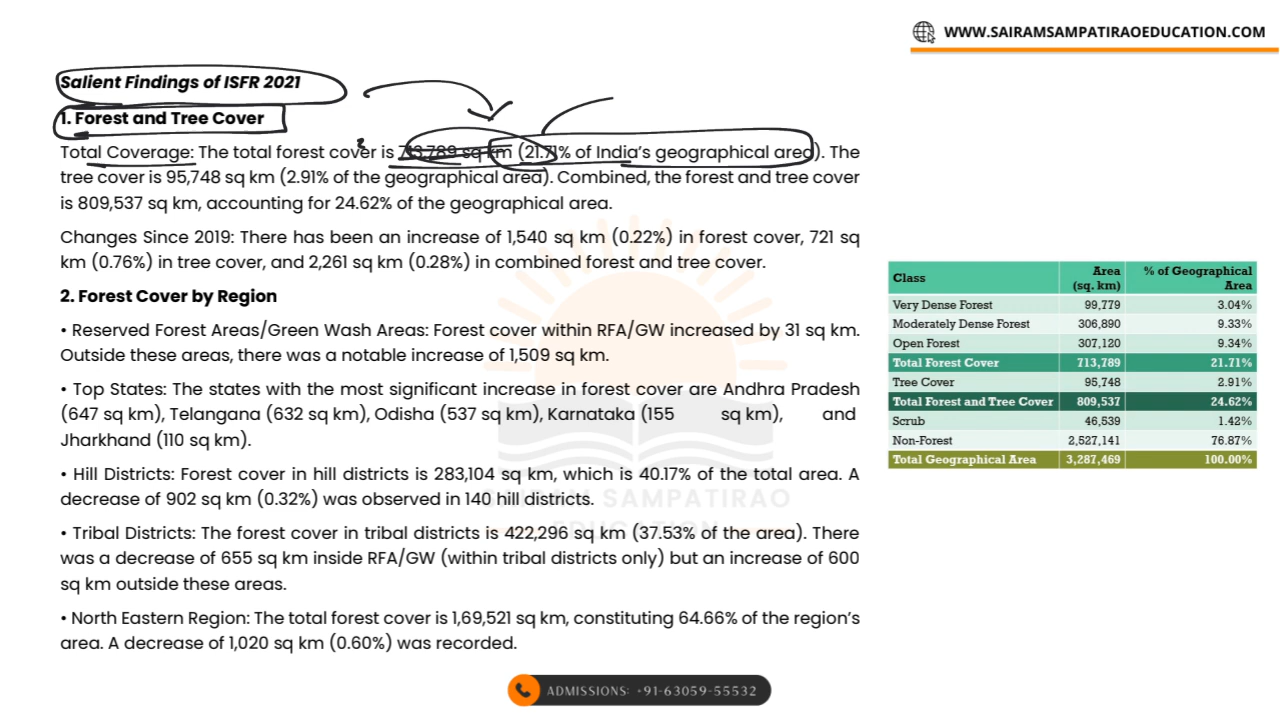 WWW.SAIRAMSAMPATIRAOEDUCATION.COM
Salient Findings of ISFR 2021
1. Forest and Tree Cover
Total Coverage: The total forest cover is 713,789 sq km (21.71% of India's geographical area). The
tree cover is 95,748 sq km (2.91% of the geographical area). Combined, the forest and tree cover
is 809,537 sq km, accounting for 24.62% of the geographical area.
Changes Since 2019: There has been an increase of 1,540 sq km (0.22%) in forest cover, 721 sq
km (0.76%) in tree cover, and 2,261 sq km (0.28%) in combined forest and tree cover.
2. Forest Cover by Region
• Reserved Forest Areas/Green Wash Areas: Forest cover within RFA/GW increased by 31 sq km.
Outside these areas, there was a notable increase of 1,509 sq km.
• Top States: The states with the most significant increase in forest cover are Andhra Pradesh
(647 sq km), Telangana (632 sq km), Odisha (537 sq km), Karnataka (155 sq km), and
Jharkhand (110 sq km).
• Hill Districts: Forest cover in hill districts is 283,104 sq km, which is 40.17% of the total area. A
decrease of 902 sq km (0.32%) was observed in 140 hill districts.
• Tribal Districts: The forest cover in tribal districts is 422,296 sq km (37.53% of the area). There
was a decrease of 655 sq km inside RFA/GW (within tribal districts only) but an increase of 600
sq km outside these areas.
• North Eastern Region: The total forest cover is 1,69,521 sq km, constituting 64.66% of the region's
area. A decrease of 1,020 sq km (0.60%) was recorded.
Class Area (sq. km) % of Geographical Area
Very Dense Forest 99,779 3.04%
Moderately Dense Forest 306,890 9.33%
Open Forest 307,120 9.34%
Total Forest Cover 713,789 21.71%
Tree Cover 95,748 2.91%
Total Forest and Tree Cover 809,537 24.62%
Scrub 46,539 1.42%
Non-Forest 2,527,141 76.87%
Total Geographical Area 3,287,469 100.00%
SAIRAM SAMPATIRAO
EDUCATION
ADMISSIONS: +91-63059-55532